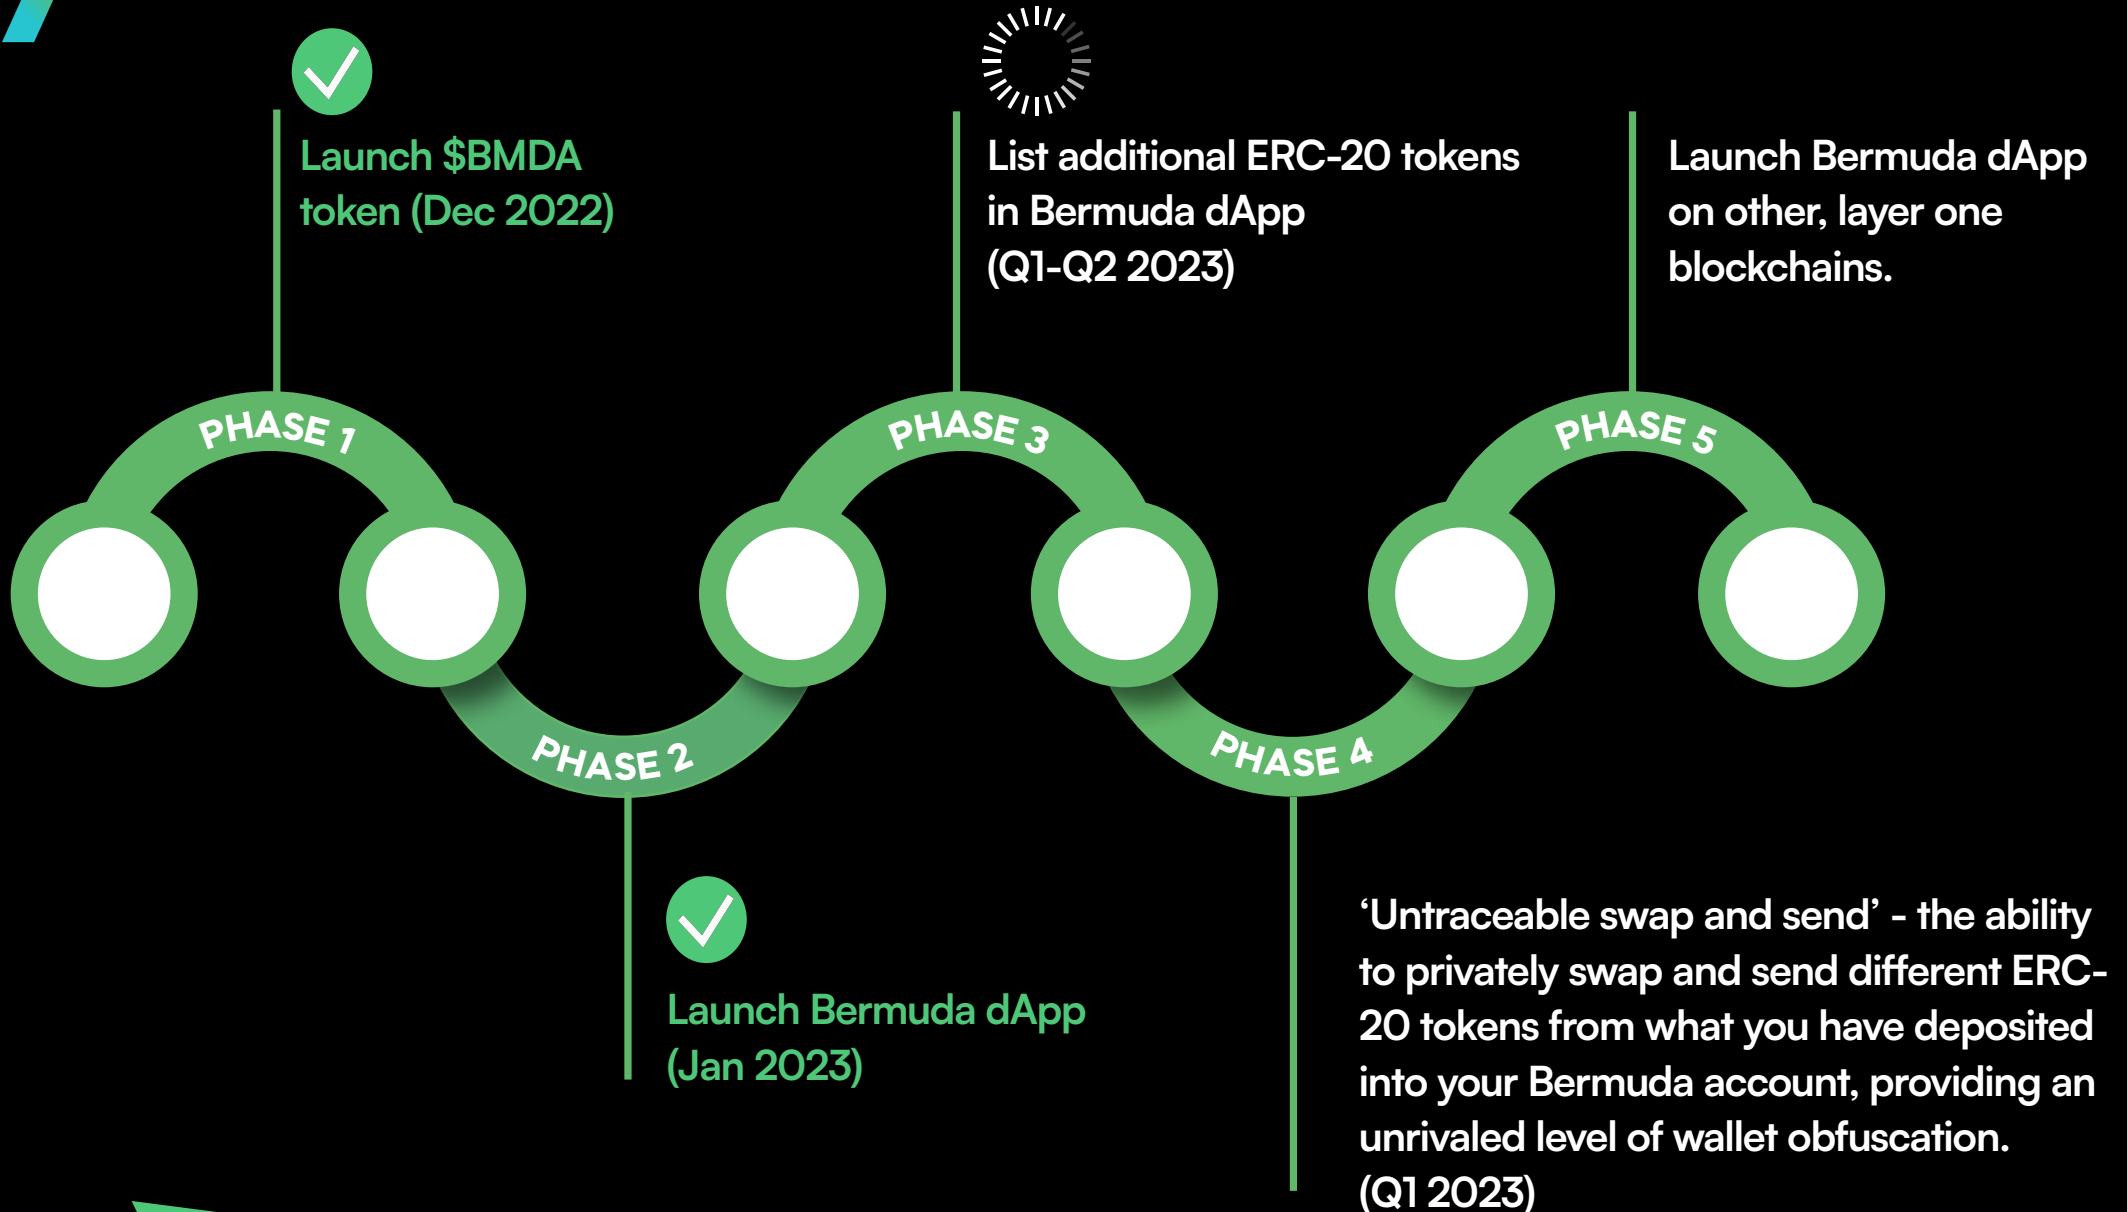 Launch $BMDA
token (Dec 2022)
List additional ERC-20 tokens
in Bermuda dApp
(Q1-Q2 2023)
Launch Bermuda dApp
on other, layer one
blockchains.
PHASE 1
PHASE 3
PHASE 5
PHASE 2
PHASE 4
Launch Bermuda dApp
(Jan 2023)
‘Untraceable swap and send’ - the ability
to privately swap and send different ERC-
20 tokens from what you have deposited
into your Bermuda account, providing an
unrivaled level of wallet obfuscation.
(Q1 2023)